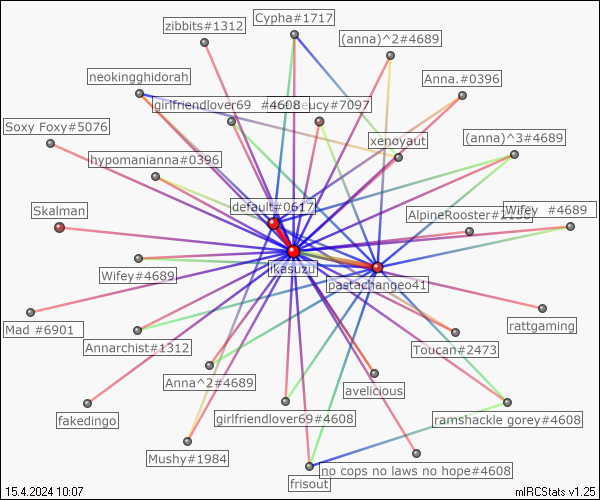 zibbits#1312
Cypha#1717
(anna)^2#4689
neokingghidorah
Anna.#0396
girlfriendlover69 #4608
eucy#7097
Soxy Foxy#5076
xenoyaut
(anna)^3#4689
hypomanianna#0396
default#0617
Skalman
AlpineRooster#
Wifey #4689
Wifey#4689
ikasuzu
pastachangeo41
Mad #6901
rattgaming
Annarchist#1312
Toucan#2473
Anna^2#4689
avelicious
fakedingo
girlfriendlover69#4608
ramshackle gorey#4608
Mushy#1984
no cops no laws no hope#4608
frisout
15.4.2024 10:07
mIRCStats v1.25